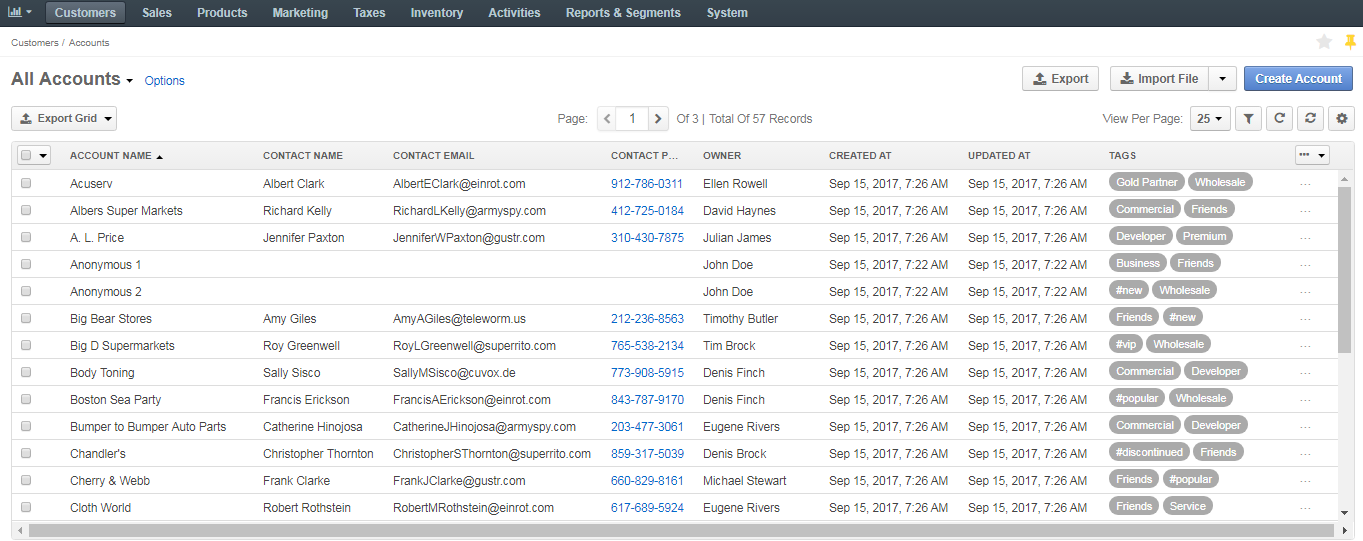 Customers Sales Products Marketing Taxes Inventory Activities Reports & Segments System
Customers / Accounts
All Accounts Options Export Import File Create Account
Export Grid Page: 1 Of 3 | Total Of 57 Records View Per Page: 25
ACCOUNT NAME CONTACT NAME CONTACT EMAIL CONTACT P... OWNER CREATED AT UPDATED AT TAGS
Acuserv Albert Clark AlbertEClark@einrot.com 912-786-0311 Ellen Rowell Sep 15, 2017, 7:26 AM Sep 15, 2017, 7:26 AM Gold Partner Wholesale ...
Albers Super Markets Richard Kelly RichardLKelly@armyspy.com 412-725-0184 David Haynes Sep 15, 2017, 7:26 AM Sep 15, 2017, 7:26 AM Commercial Friends ...
A. L. Price Jennifer Paxton JenniferWPaxton@gustr.com 310-430-7875 Julian James Sep 15, 2017, 7:26 AM Sep 15, 2017, 7:26 AM Developer Premium ...
Anonymous 1 John Doe Sep 15, 2017, 7:22 AM Sep 15, 2017, 7:22 AM Business Friends ...
Anonymous 2 John Doe Sep 15, 2017, 7:22 AM Sep 15, 2017, 7:22 AM #new Wholesale ...
Big Bear Stores Amy Giles AmyAGiles@teleworm.us 212-236-8563 Timothy Butler Sep 15, 2017, 7:26 AM Sep 15, 2017, 7:26 AM Friends #new ...
Big D Supermarkets Roy Greenwell RoyLGreenwell@superrito.com 765-538-2134 Tim Brock Sep 15, 2017, 7:26 AM Sep 15, 2017, 7:26 AM #vip Wholesale ...
Body Toning Sally Sisco SallyMSisco@cuvox.de 773-908-5915 Denis Finch Sep 15, 2017, 7:26 AM Sep 15, 2017, 7:26 AM Commercial Developer ...
Boston Sea Party Francis Erickson FrancisAErickson@einrot.com 843-787-9170 Denis Finch Sep 15, 2017, 7:26 AM Sep 15, 2017, 7:26 AM #popular Wholesale ...
Bumper to Bumper Auto Parts Catherine Hinojosa CatherineJHinojosa@armyspy.com 203-477-3061 Eugene Rivers Sep 15, 2017, 7:26 AM Sep 15, 2017, 7:26 AM Commercial Developer ...
Chandler's Christopher Thornton ChristopherSThornton@superrito.com 859-317-5039 Denis Brock Sep 15, 2017, 7:26 AM Sep 15, 2017, 7:26 AM #discontinued Friends ...
Cherry & Webb Frank Clarke FrankJClarke@gustr.com 660-829-8161 Michael Stewart Sep 15, 2017, 7:26 AM Sep 15, 2017, 7:26 AM Friends #popular ...
Cloth World Robert Rothstein RobertMRothstein@einrot.com 617-689-5924 Eugene Rivers Sep 15, 2017, 7:26 AM Sep 15, 2017, 7:26 AM Friends Service ...